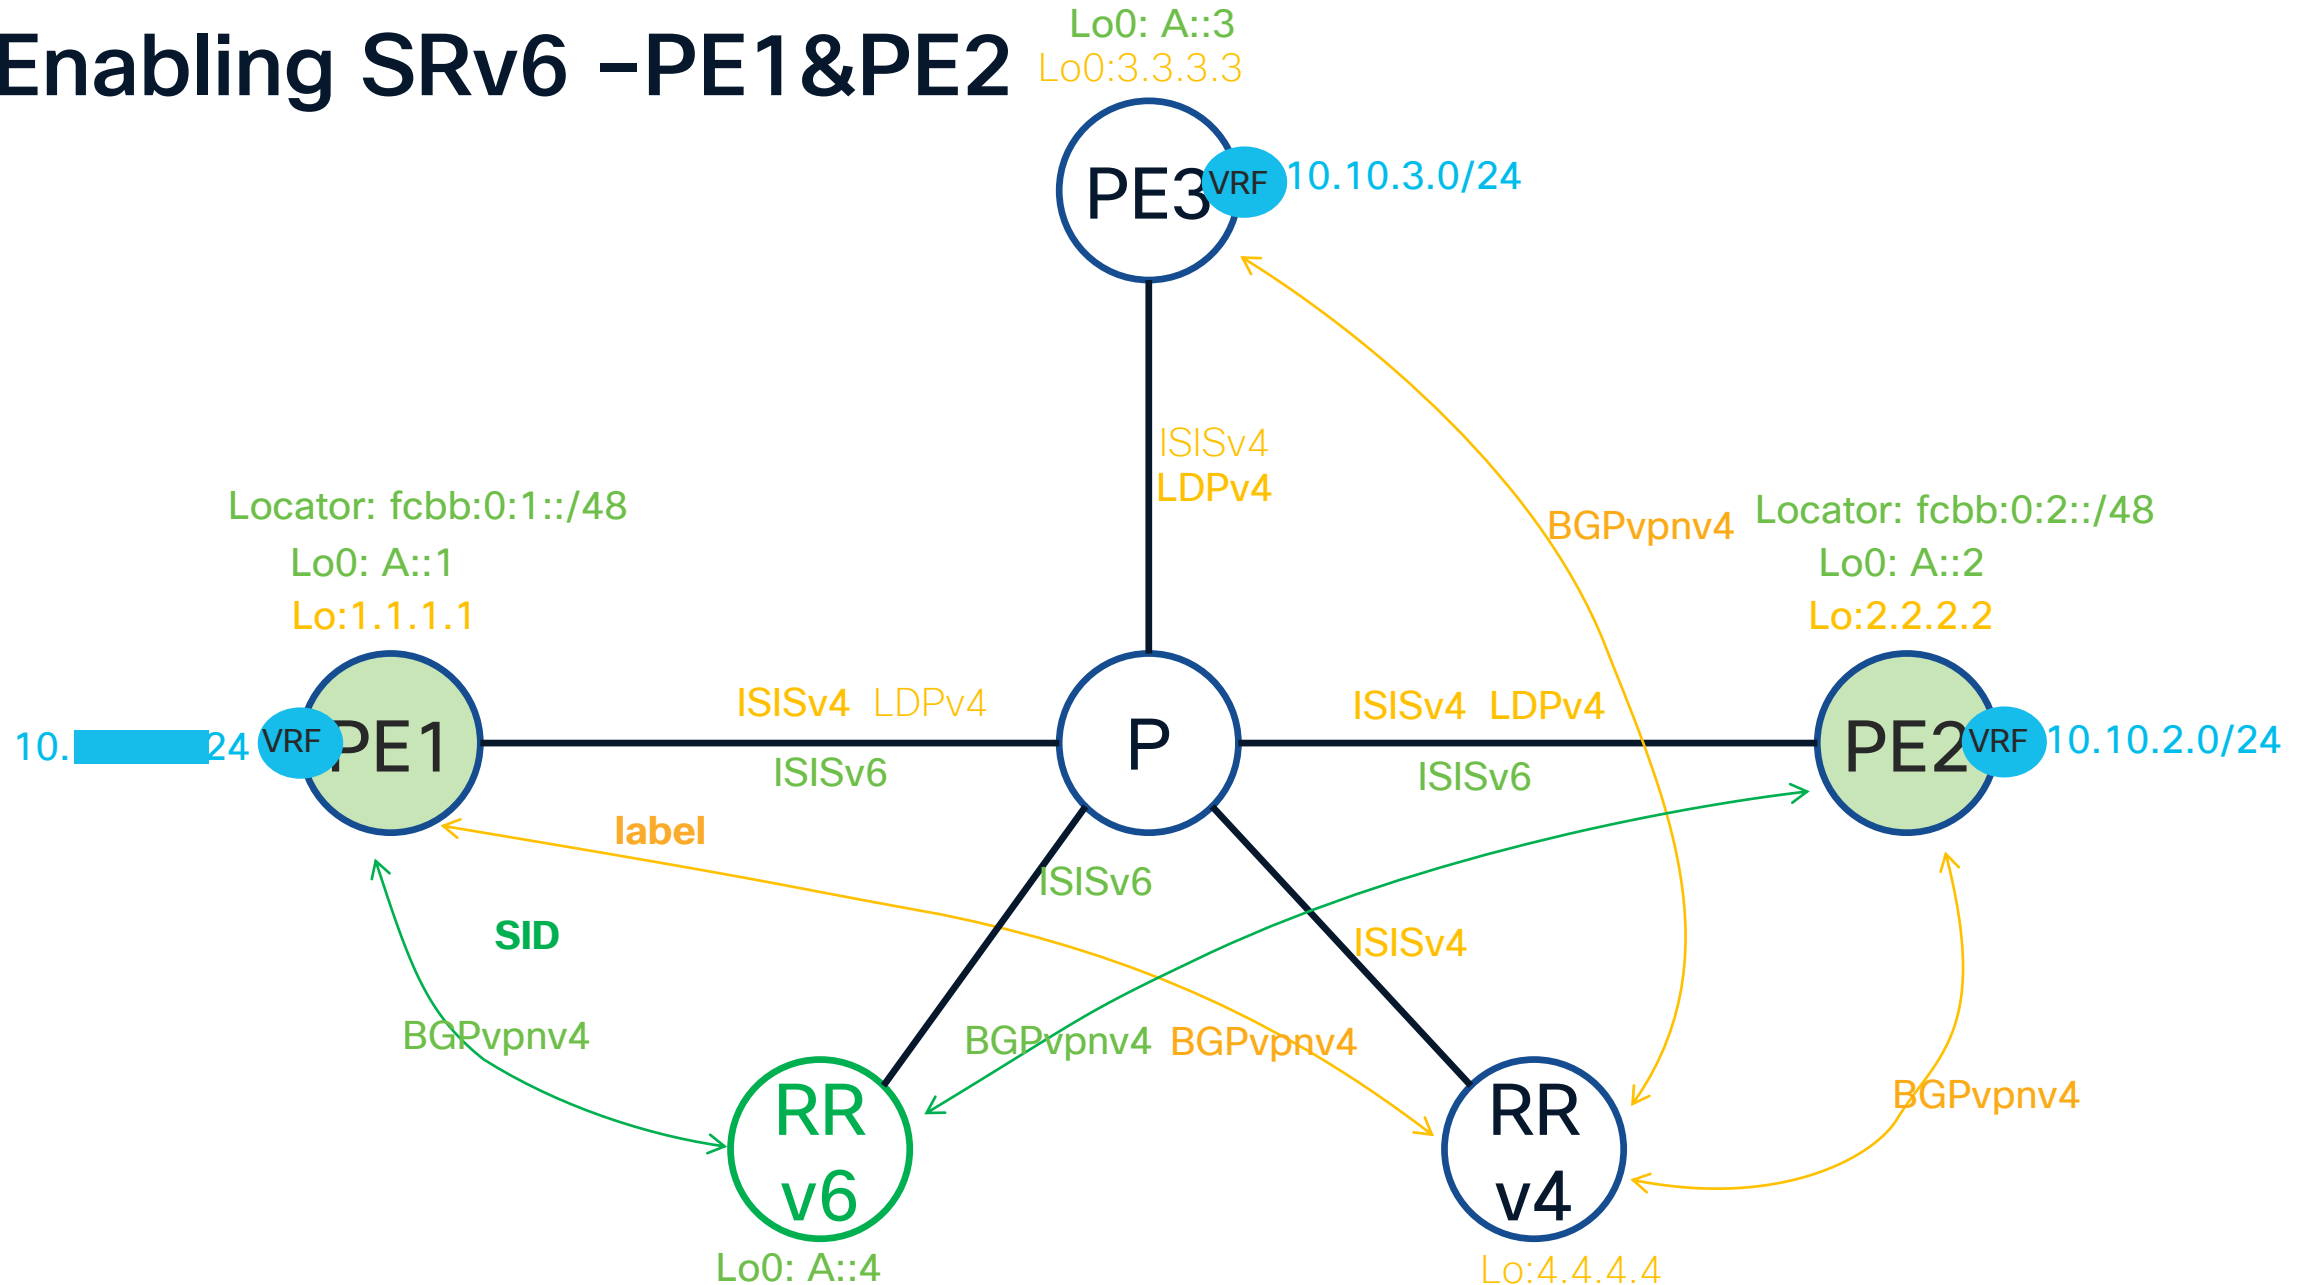 Enabling SRv6 –PE1&PE2
Lo0: A::3
Lo0:3.3.3.3
PE3
VRF
10.10.3.0/24
ISISv4
LDPv4
BGPvpnv4
Locator: fcbb:0:1::/48
Lo0: A::1
Lo:1.1.1.1
Locator: fcbb:0:2::/48
Lo0: A::2
Lo:2.2.2.2
10.
24
VRF
PE1
ISISv4 LDPv4
ISISv6
P
ISISv4 LDPv4
ISISv6
PE2
VRF
10.10.2.0/24
label
ISISv6
SID
ISISv4
BGPvpnv4
BGPvpnv4
BGPvpnv4
BGPvpnv4
RR
v6
RR
v4
Lo0: A::4
Lo:4.4.4.4